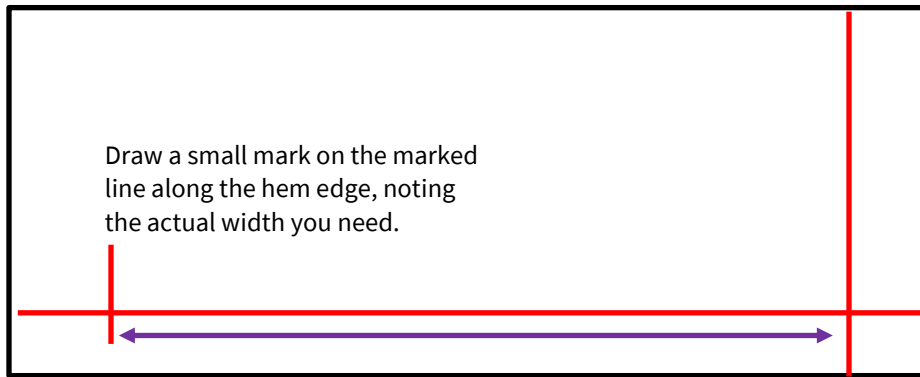 Draw a small mark on the marked
line along the hem edge, noting
the actual width you need.